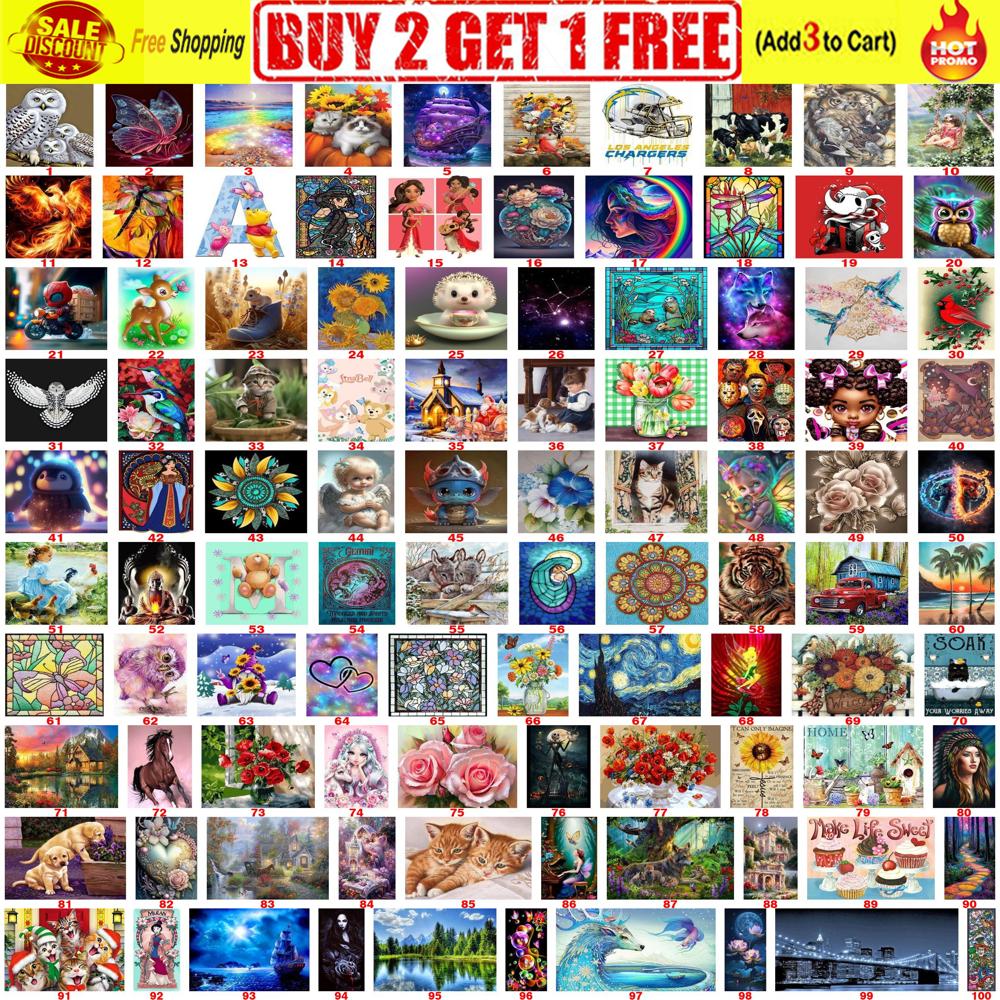 SALE
DISCOUNT
Free Shopping
BUY 2 GET 1 FREE
(Add 3 to Cart)
HOT
PROMO
LOS ANGELES
CHARGERS
1 2 3 4 5 6 7 8 9 10
A
11 12 13 14 15 16 17 18 19 20
21 22 23 24 25 26 27 28 29 30
31 32 33 34 35 36 37 38 39 40
41 42 43 44 45 46 47 48 49 50
M
GEMINI
51 52 53 54 55 56 57 58 59 60
SOAK
WELCOME
YOUR WORRIES AWAY
61 62 63 64 65 66 67 68 69 70
I CAN ONLY IMAGINE
HOME
71 72 73 74 75 76 77 78 79 80
Make Life Sweet
81 82 83 84 85 86 87 88 89 90
MULAN
91 92 93 94 95 96 97 98 99 100